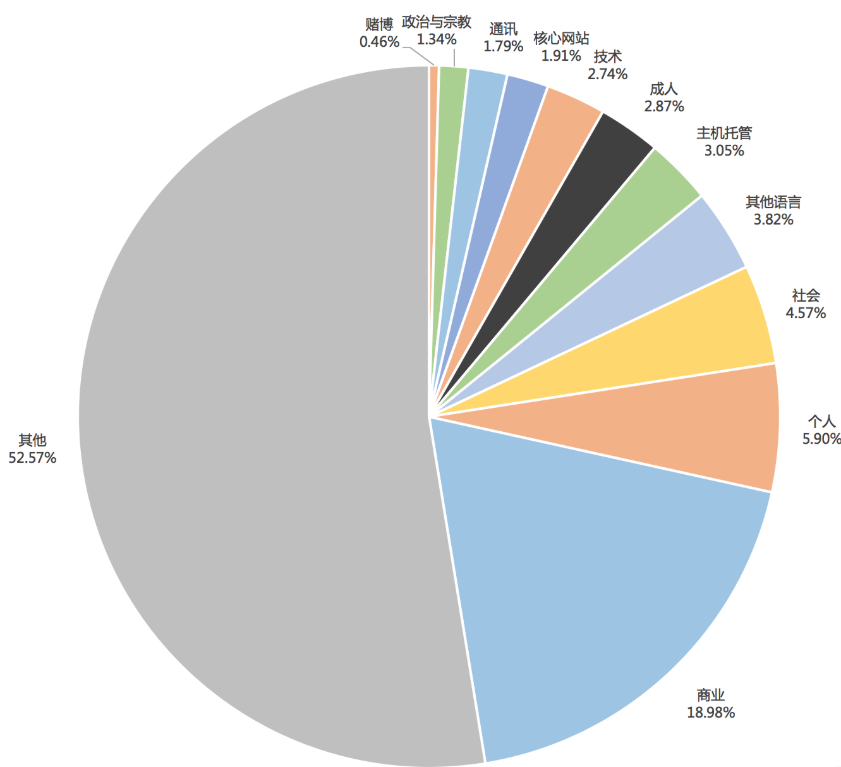 赌博
0.46%
政治与宗教
1.34%
通讯
1.79%
核心网站
1.91%
技术
2.74%
成人
2.87%
主机托管
3.05%
其他语言
3.82%
社会
4.57%
个人
5.90%
其他
52.57%
商业
18.98%